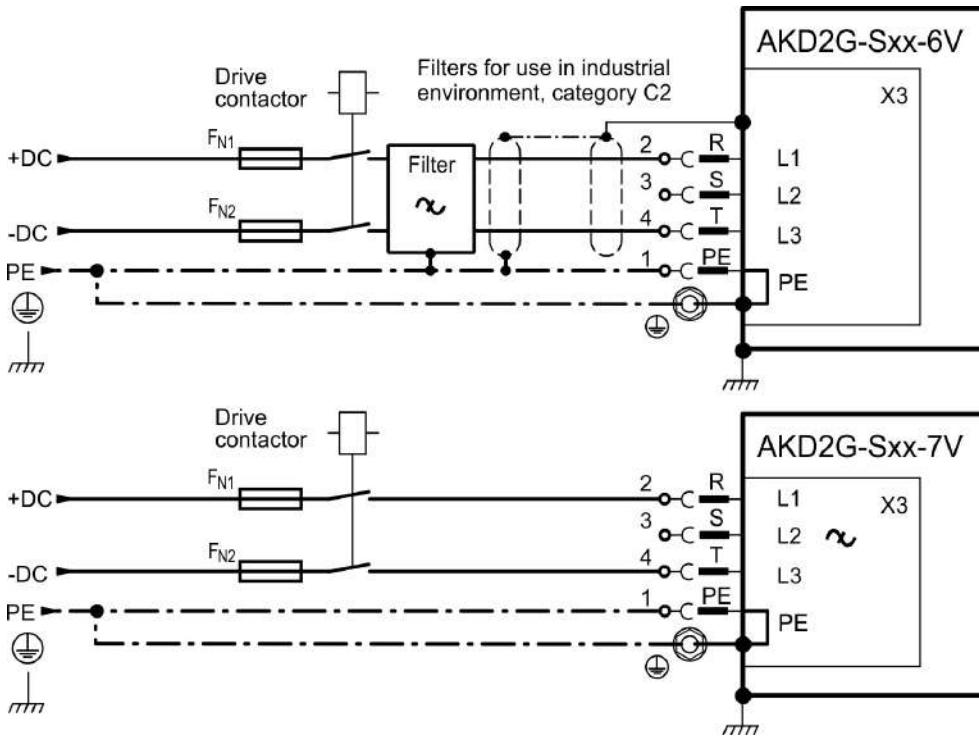 AKD2G-Sxx-6V
Drive
contactor
Filters for use in industrial
environment, category C2
X3
FN1
+DC
Filter
2
R
L1
3
S
L2
FN2
-DC
4
T
L3
PE
1
PE
PE
Drive
contactor
AKD2G-Sxx-7V
X3
FN1
+DC
2
R
L1
3
S
L2
FN2
-DC
4
T
L3
PE
1
PE
PE